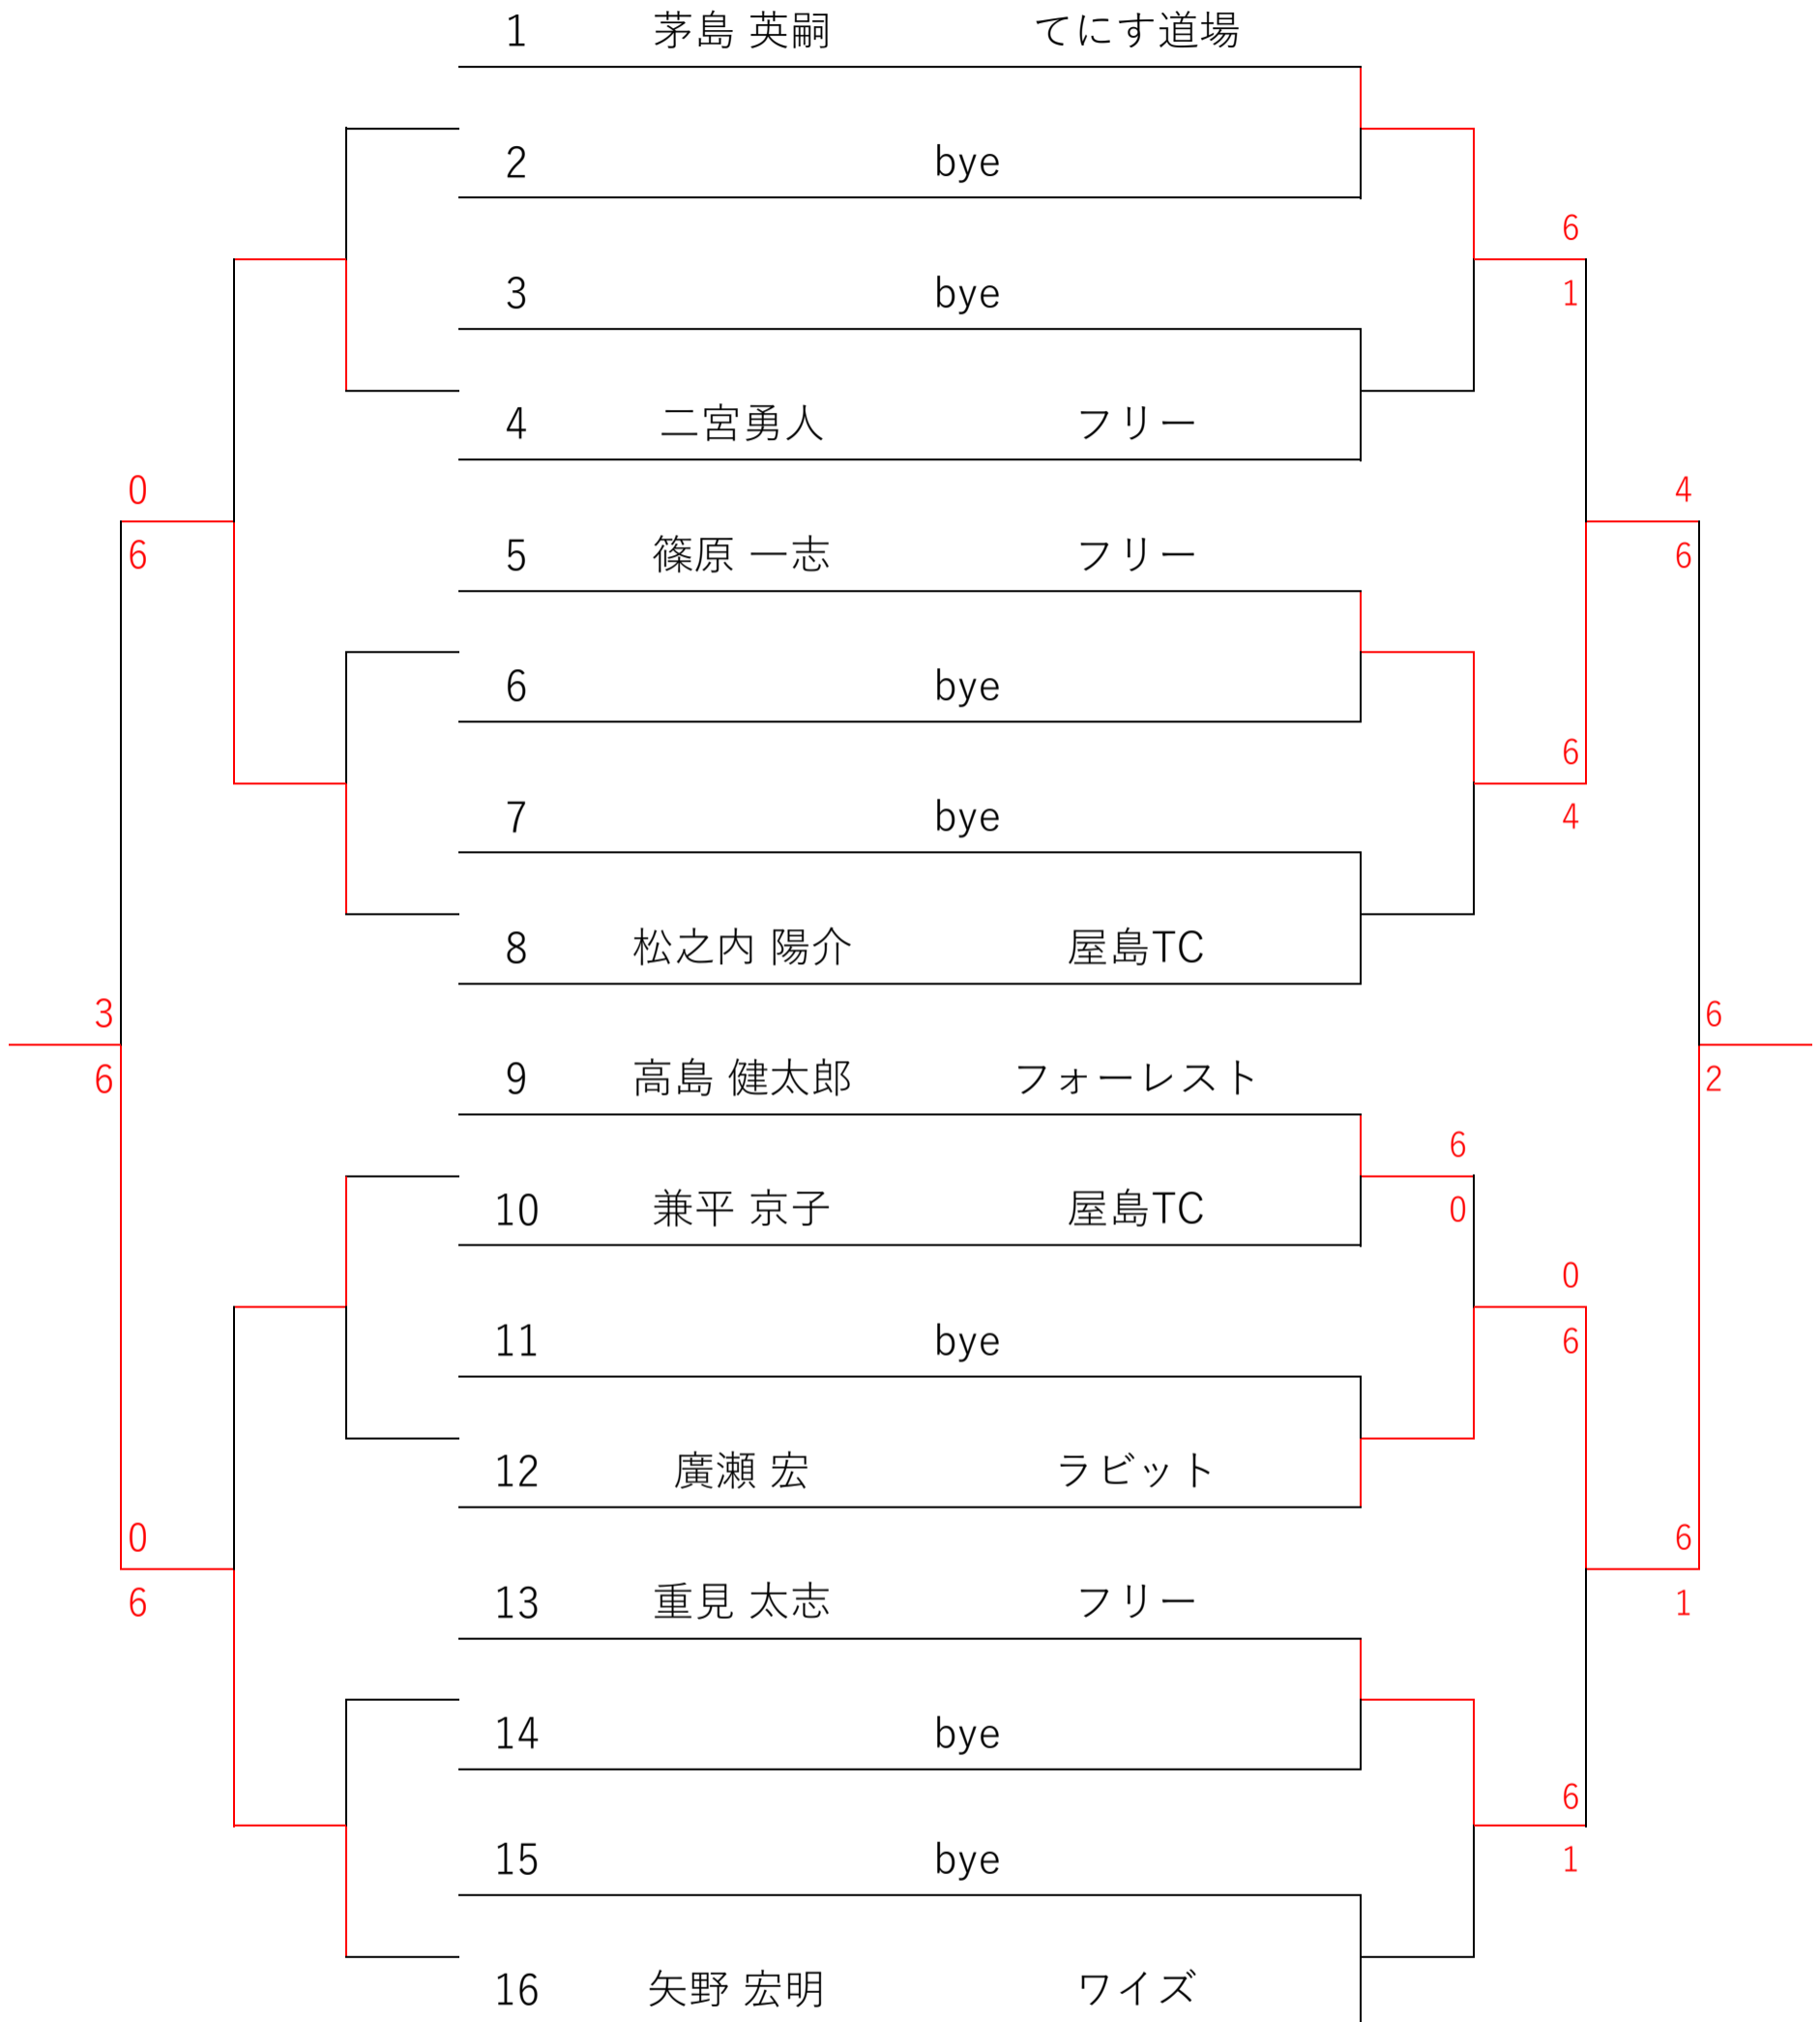 1 茅島 英嗣 てにす道場
2 bye
6
3 bye 1
4 二宮勇人 フリー
0 4
6 5 篠原 一志 フリー 6
6 bye
6
7 bye 4
8 松之内 陽介 屋島TC
3 6
6 9 高島 健太郎 フォーレスト 2
6
10 兼平 京子 屋島TC 0
0
11 bye 6
12 廣瀬 宏 ラビット
0 6
6 13 重見 太志 フリー 1
14 bye
6
15 bye 1
16 矢野 宏明 ワイズ